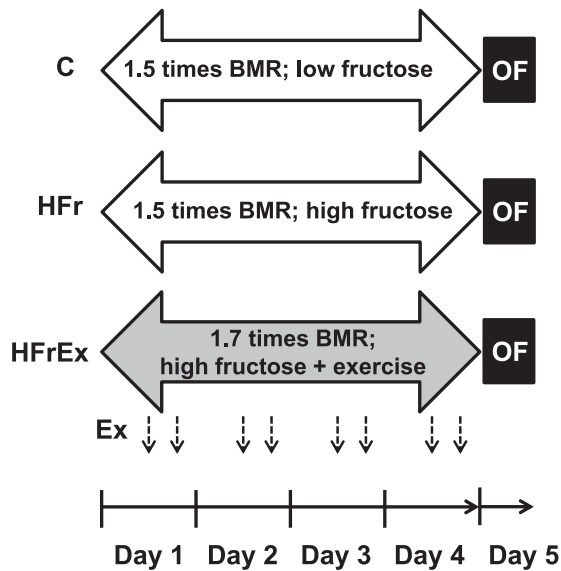 C
1.5 times BMR; low fructose
OF
HFr
1.5 times BMR; high fructose
OF
HFrEx
1.7 times BMR;
high fructose + exercise
OF
Ex
Day 1 Day 2 Day 3 Day 4 Day 5